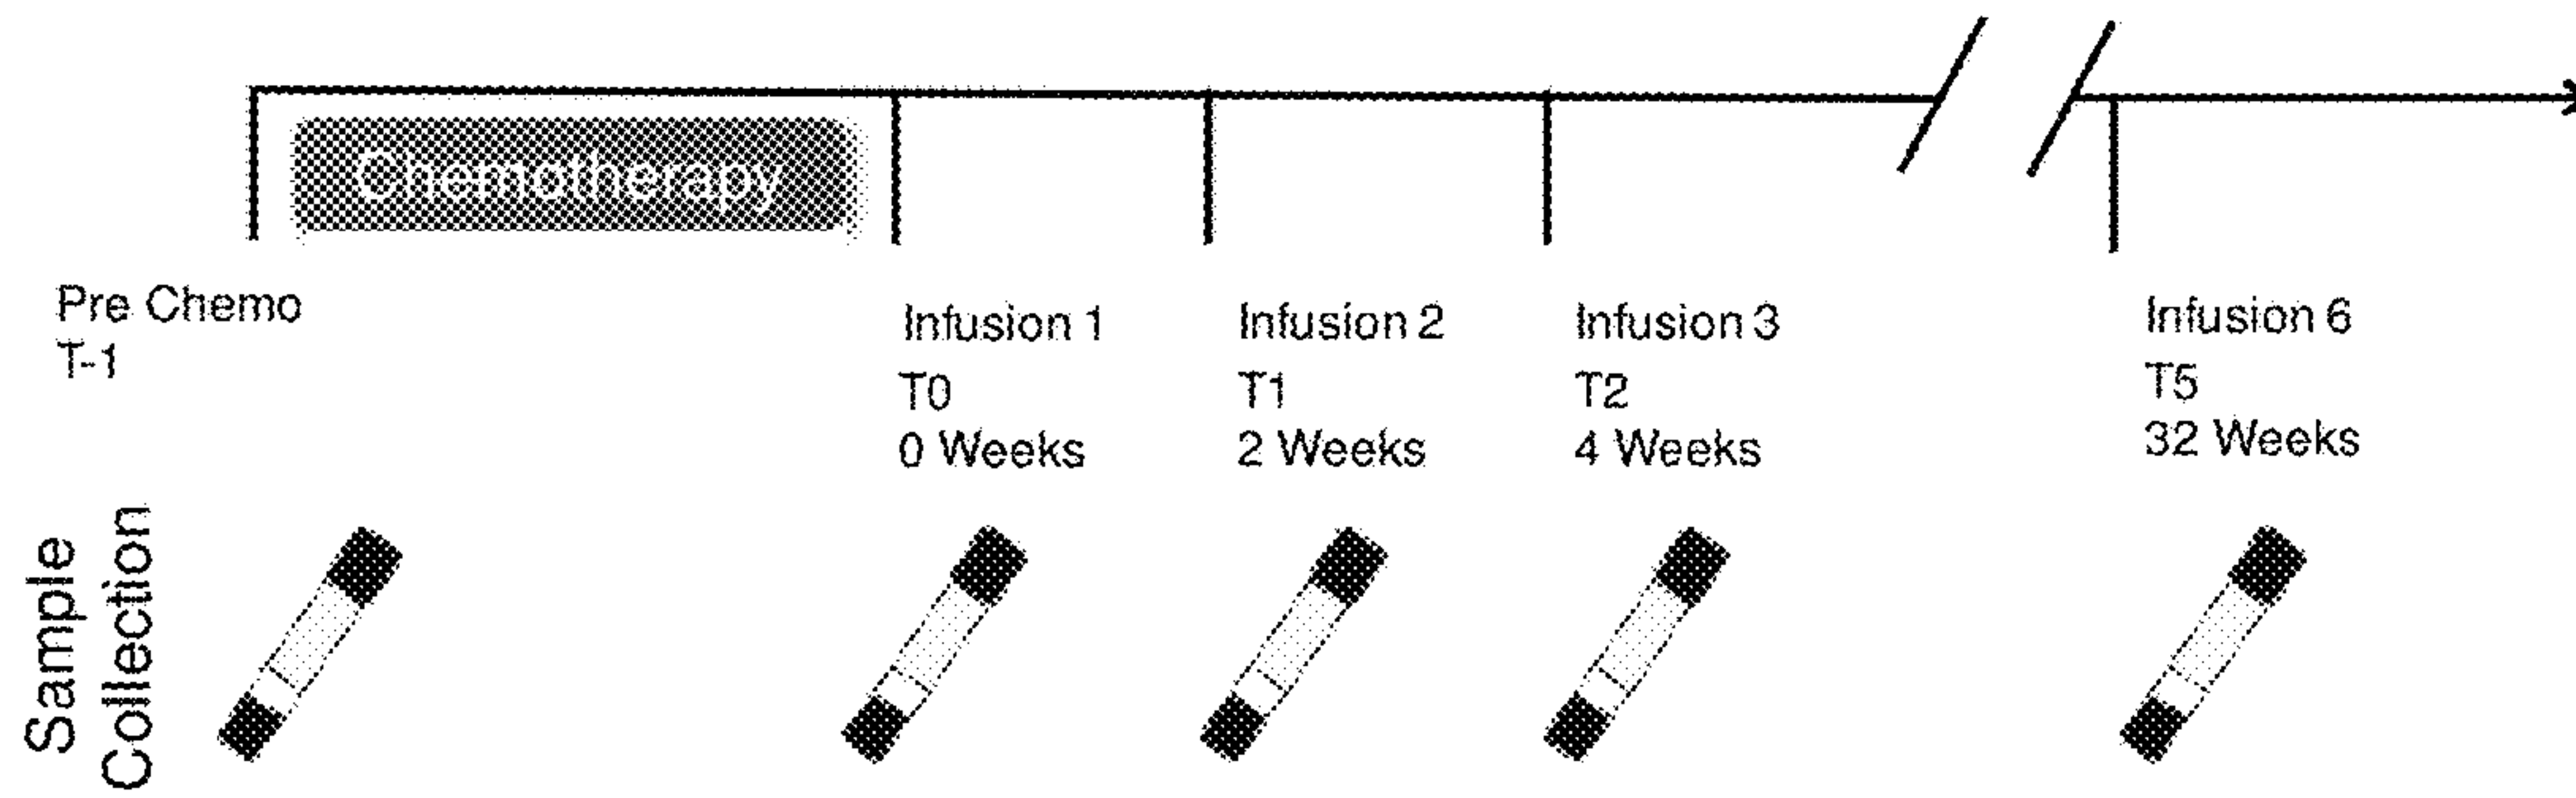 Chemotherapy
Pre Chemo
T-1
Infusion 1
T0
0 Weeks
Infusion 2
T1
2 Weeks
Infusion 3
T2
4 Weeks
Infusion 6
T5
32 Weeks
Sample
Collection